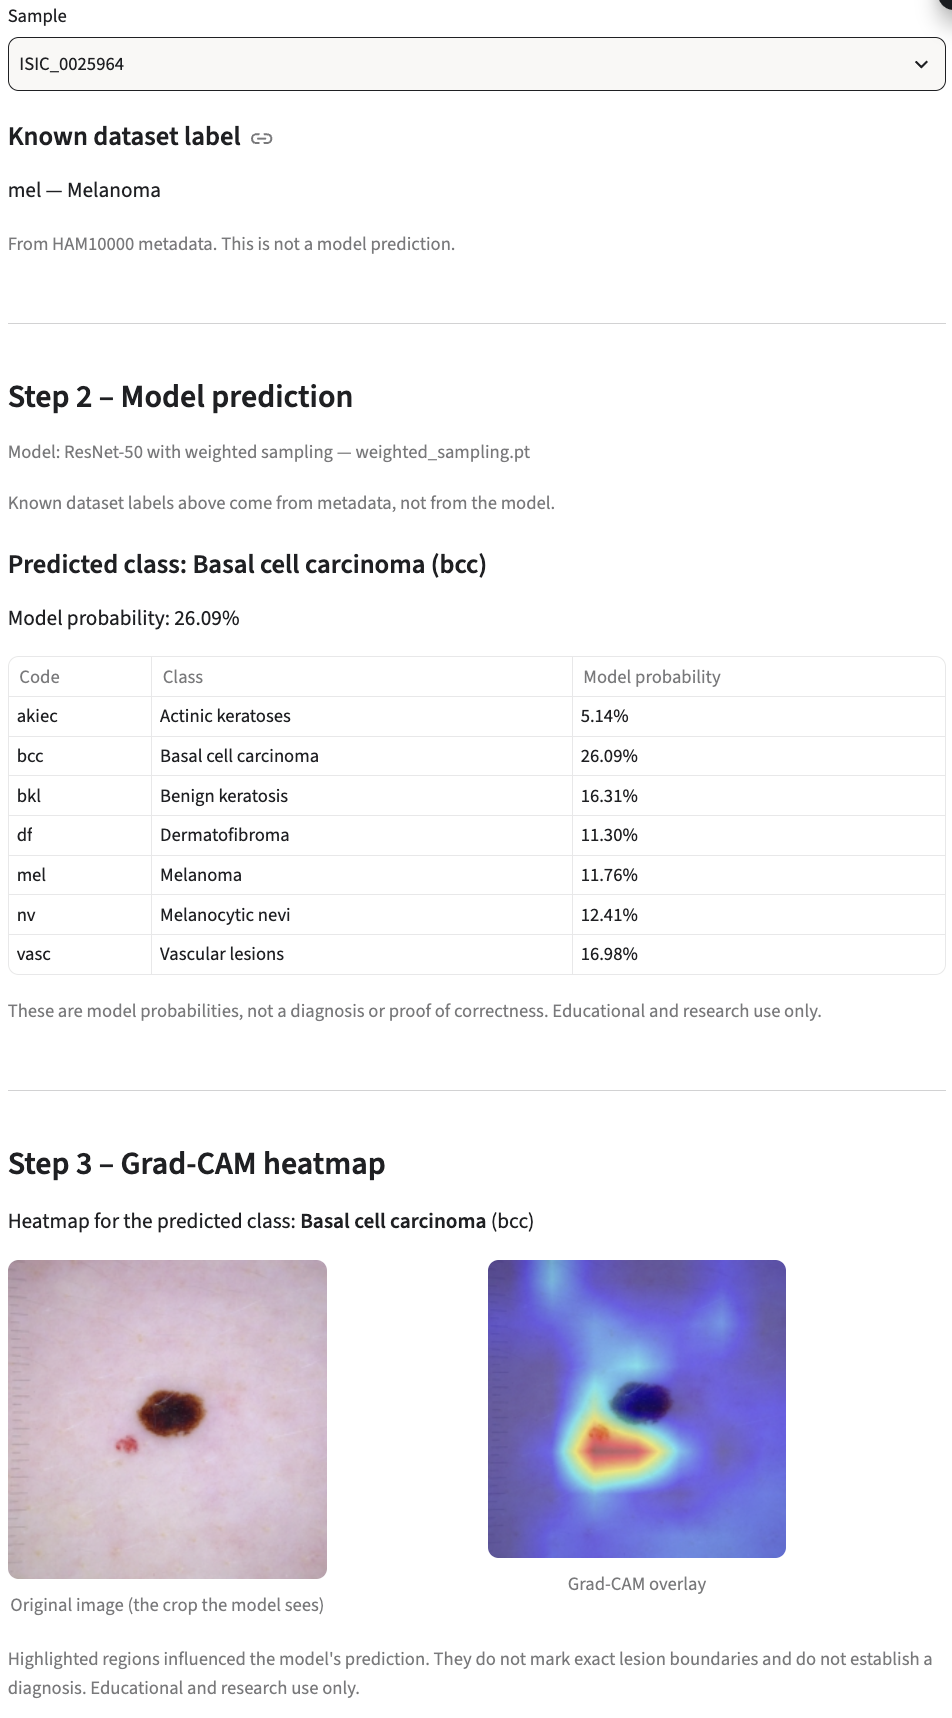 Sample
ISIC_0025964
Known dataset label
mel — Melanoma
From HAM10000 metadata. This is not a model prediction.
Step 2 – Model prediction
Model: ResNet-50 with weighted sampling — weighted_sampling.pt
Known dataset labels above come from metadata, not from the model.
Predicted class: Basal cell carcinoma (bcc)
Model probability: 26.09%
Code Class Model probability
akiec Actinic keratoses 5.14%
bcc Basal cell carcinoma 26.09%
bkl Benign keratosis 16.31%
df Dermatofibroma 11.30%
mel Melanoma 11.76%
nv Melanocytic nevi 12.41%
vasc Vascular lesions 16.98%
These are model probabilities, not a diagnosis or proof of correctness. Educational and research use only.
Step 3 – Grad-CAM heatmap
Heatmap for the predicted class: Basal cell carcinoma (bcc)
Original image (the crop the model sees)
Grad-CAM overlay
Highlighted regions influenced the model's prediction. They do not mark exact lesion boundaries and do not establish a
diagnosis. Educational and research use only.